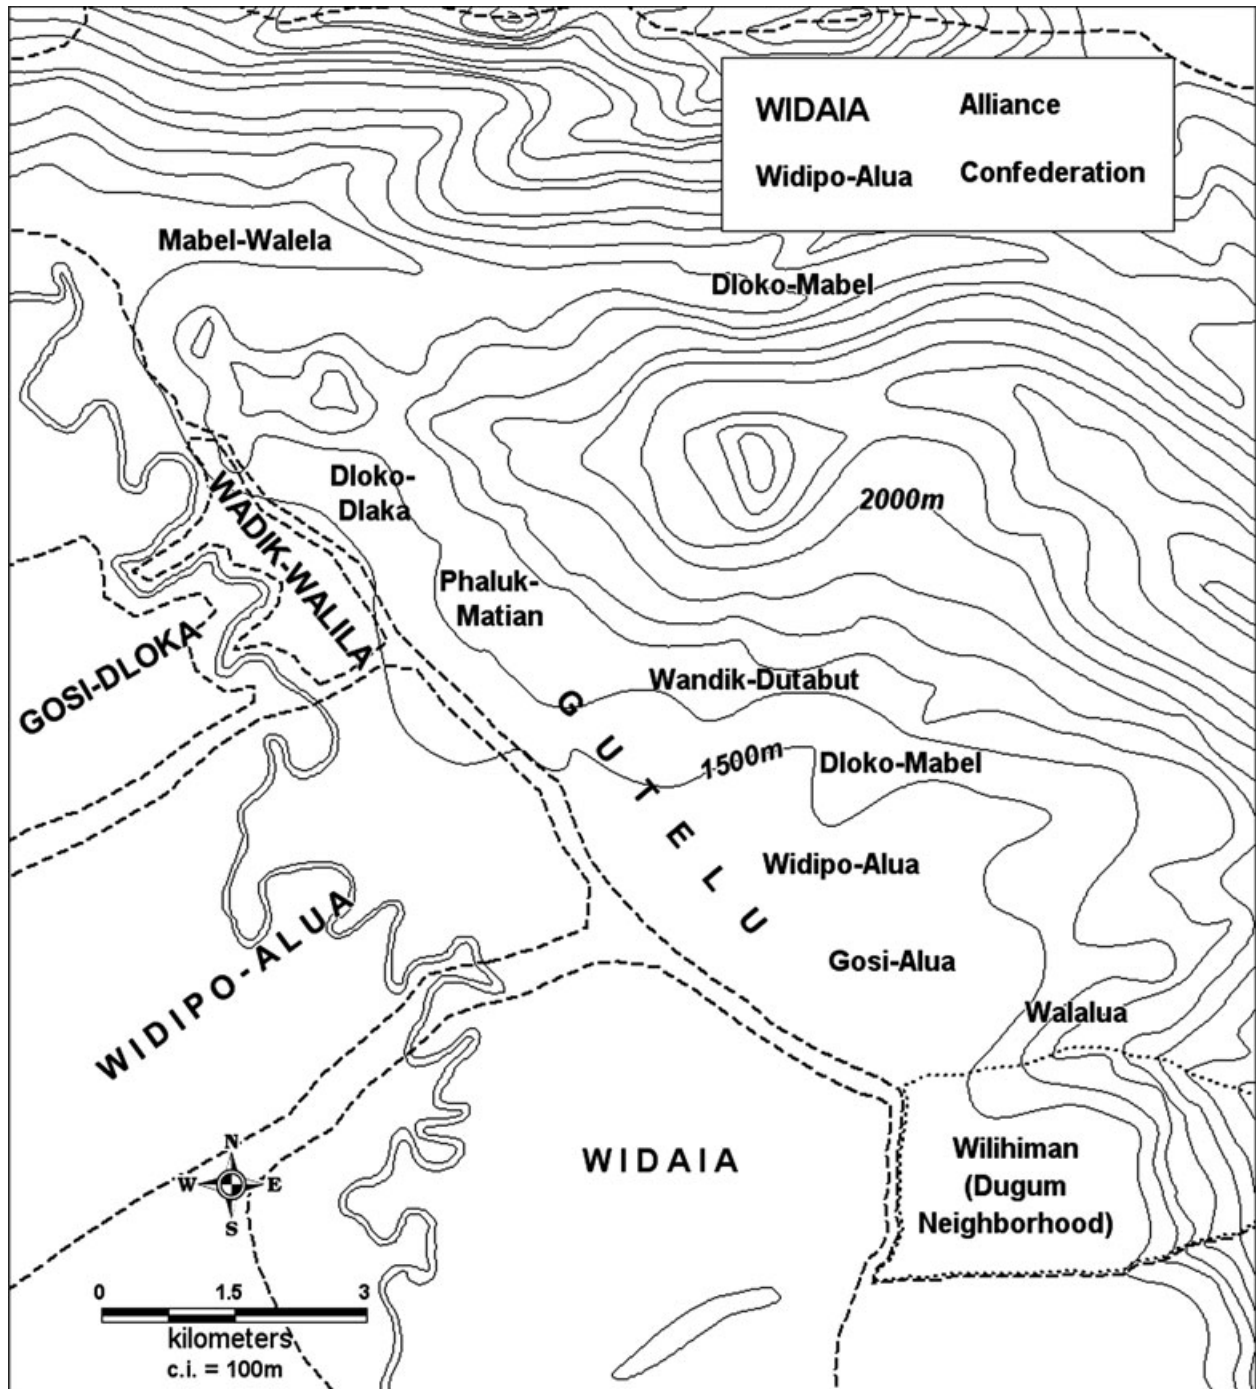 WIDAIA Alliance
Widipo-Alua Confederation
Mabel-Walela
Dloko-Mabel
Dloko-
Dlaka
2000m
WADIK-WALILA
Phaluk-
Matian
GOSI-DLOKA
Wandik-Dutabut
GUTELU
1500m
Dloko-Mabel
Widipo-Alua
WIDIPO-ALUA
Gosi-Alua
Walalua
WIDAIA
Wilihiman
(Dugum
Neighborhood)
N
W E
S
0 1.5 3
kilometers
c.i. = 100m